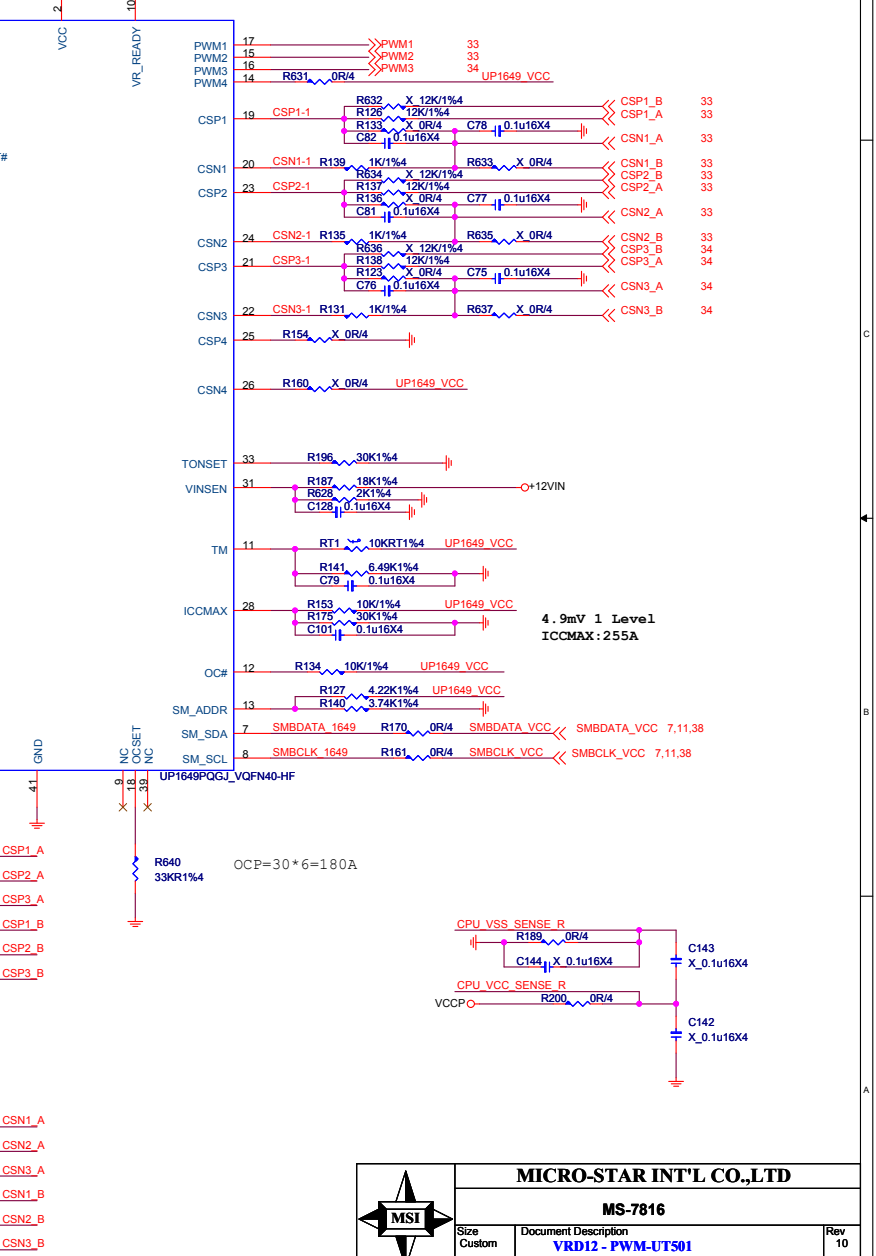 2
10
VCC
VR_READY
#
PWM1 17 PWM1 33
PWM2 15 PWM2 33
PWM3 16 PWM3 34
PWM4 14 R631 0R/4 UP1649_VCC
R632 X_12K/1%4 CSP1_B 33
CSP1 19 CSP1-1 R126 12K/1%4 CSP1_A 33
R133 X_0R/4 C78 0.1u16X4
C82 0.1u16X4 CSN1_A 33
CSN1 20 CSN1-1 R139 1K/1%4 R633 X_0R/4 CSN1_B 33
R634 X_12K/1%4 CSP2_B 33
CSP2 23 CSP2-1 R137 12K/1%4 CSP2_A 33
R136 X_0R/4 C77 0.1u16X4
C81 0.1u16X4 CSN2_A 33
CSN2 24 CSN2-1 R135 1K/1%4 R635 X_0R/4 CSN2_B 33
R636 X_12K/1%4 CSP3_B 34
CSP3 21 CSP3-1 R138 12K/1%4 CSP3_A 34
R123 X_0R/4 C75 0.1u16X4
C76 0.1u16X4 CSN3_A 34
CSN3 22 CSN3-1 R131 1K/1%4 R637 X_0R/4 CSN3_B 34
CSP4 25 R154 X_0R/4
C
CSN4 26 R160 X_0R/4 UP1649_VCC
TONSET 33 R196 30K1%4
VINSEN 31 R187 18K1%4 +12VIN
R628 2K1%4
C128 0.1u16X4
TM 11 RT1 10KRT1%4 UP1649_VCC
R141 6.49K1%4
C79 0.1u16X4
ICCMAX 28 R153 10K/1%4 UP1649_VCC
R175 30K1%4
C101 0.1u16X4
4.9mV 1 Level
ICCMAX:255A
OC# 12 R134 10K/1%4 UP1649_VCC
R127 4.22K1%4 UP1649_VCC
SM_ADDR 13 R140 3.74K1%4
B
SM_SDA 7 SMBDATA_1649 R170 0R/4 SMBDATA_VCC SMBDATA_VCC 7,11,38
SM_SCL 8 SMBCLK_1649 R161 0R/4 SMBCLK_VCC SMBCLK_VCC 7,11,38
GND
NC
OCSET
NC
41
9
18
39
UP1649PQGJ_VQFN40-HF
R640
33KR1%4
OCP=30*6=180A
CSP1_A
CSP2_A
CSP3_A
CSP1_B
CSP2_B
CSP3_B
CPU_VSS_SENSE_R
R189 0R/4
C144 X_0.1u16X4
C143
X_0.1u16X4
CPU_VCC_SENSE_R
VCCP R200 0R/4
C142
X_0.1u16X4
A
CSN1_A
CSN2_A
CSN3_A
CSN1_B
CSN2_B
CSN3_B
MSI
MICRO-STAR INT'L CO.,LTD
MS-7816
Size
Custom
Document Description
VRD12 - PWM-UT501
Rev
10